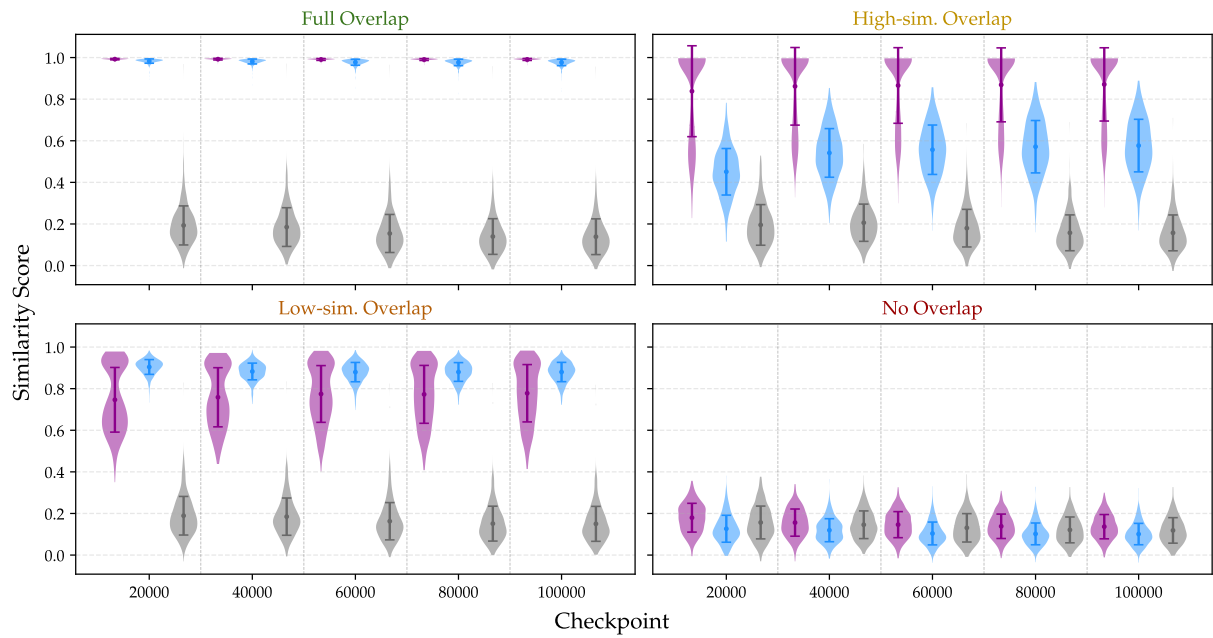 Full Overlap
High-sim. Overlap
1.0
0.8
0.6
0.4
0.2
0.0
Low-sim. Overlap
No Overlap
1.0
0.8
0.6
0.4
0.2
0.0
Similarity Score
20000 40000 60000 80000 100000
20000 40000 60000 80000 100000
Checkpoint